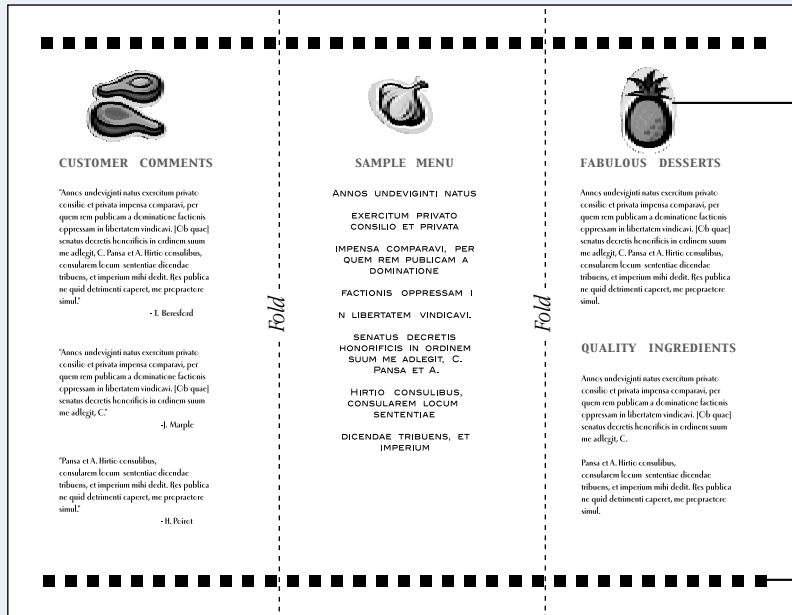 CUSTOMER COMMENTS
"Annos undeviginti natus exercitum privato
consilio et privata impensa comparavi, per
quem rem publicam a dominatione factionis
oppressam in libertatem vindicavi. [Ob quae]
senatus decretis honorificis in ordinem suum
me adlegit, C. Pansa et A. Hirtio consulibus,
consularem locum sententiae dicendae
tribuens, et imperium mihi dedit. Res publica
ne quid detrimenti caperet, me propraetore
simul."
- T. Beresford
"Annos undeviginti natus exercitum privato
consilio et privata impensa comparavi, per
quem rem publicam a dominatione factionis
oppressam in libertatem vindicavi. [Ob quae]
senatus decretis honorificis in ordinem suum
me adlegit, C."
-J. Marple
"Pansa et A. Hirtio consulibus,
consularem locum sententiae dicendae
tribuens, et imperium mihi dedit. Res publica
ne quid detrimenti caperet, me propraetore
simul."
- H. Poirot
Fold
SAMPLE MENU
ANNOS UNDEVIGINTI NATUS
EXERCITUM PRIVATO
CONSILIO ET PRIVATA
IMPENSA COMPARAVI, PER
QUEM REM PUBLICAM A
DOMINATIONE
FACTIONIS OPPRESSAM I
N LIBERTATEM VINDICAVI.
SENATUS DECRETIS
HONORIFICIS IN ORDINEM
SUUM ME ADLEGIT, C.
PANSA ET A.
HIRTIO CONSULIBUS,
CONSULAREM LOCUM
SENTENTIAE
DICENDAE TRIBUENS, ET
IMPERIUM
Fold
FABULOUS DESSERTS
Annos undeviginti natus exercitum privato
consilio et privata impensa comparavi, per
quem rem publicam a dominatione factionis
oppressam in libertatem vindicavi. [Ob quae]
senatus decretis honorificis in ordinem suum
me adlegit, C. Pansa et A. Hirtio consulibus,
consularem locum sententiae dicendae
tribuens, et imperium mihi dedit. Res publica
ne quid detrimenti caperet, me propraetore
simul.
QUALITY INGREDIENTS
Annos undeviginti natus exercitum privato
consilio et privata impensa comparavi, per
quem rem publicam a dominatione factionis
oppressam in libertatem vindicavi. [Ob quae]
senatus decretis honorificis in ordinem suum
me adlegit, C.
Pansa et A. Hirtio consulibus,
consularem locum sententiae dicendae
tribuens, et imperium mihi dedit. Res publica
ne quid detrimenti caperet, me propraetore
simul.